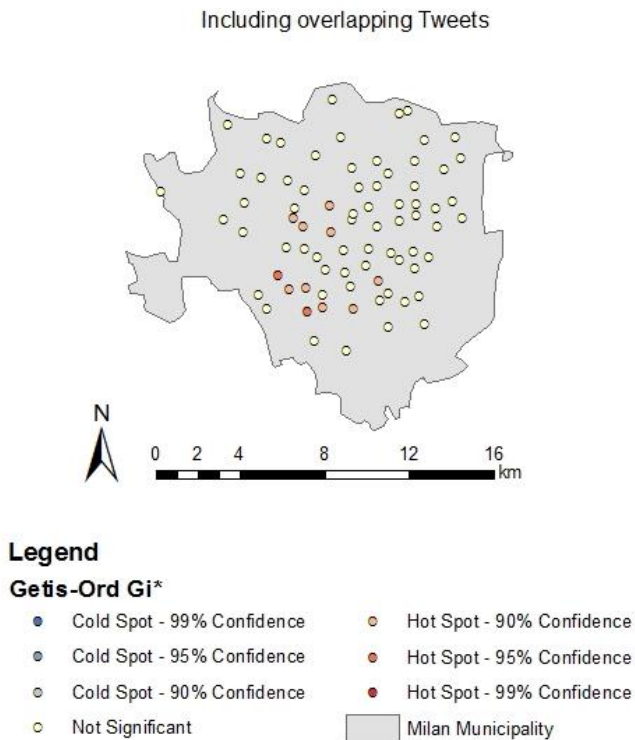 Including overlapping Tweets
N
0 2 4 8 12 16
km
Legend
Getis-Ord Gi*
Cold Spot - 99% Confidence
Hot Spot - 90% Confidence
Cold Spot - 95% Confidence
Hot Spot - 95% Confidence
Cold Spot - 90% Confidence
Hot Spot - 99% Confidence
Not Significant
Milan Municipality